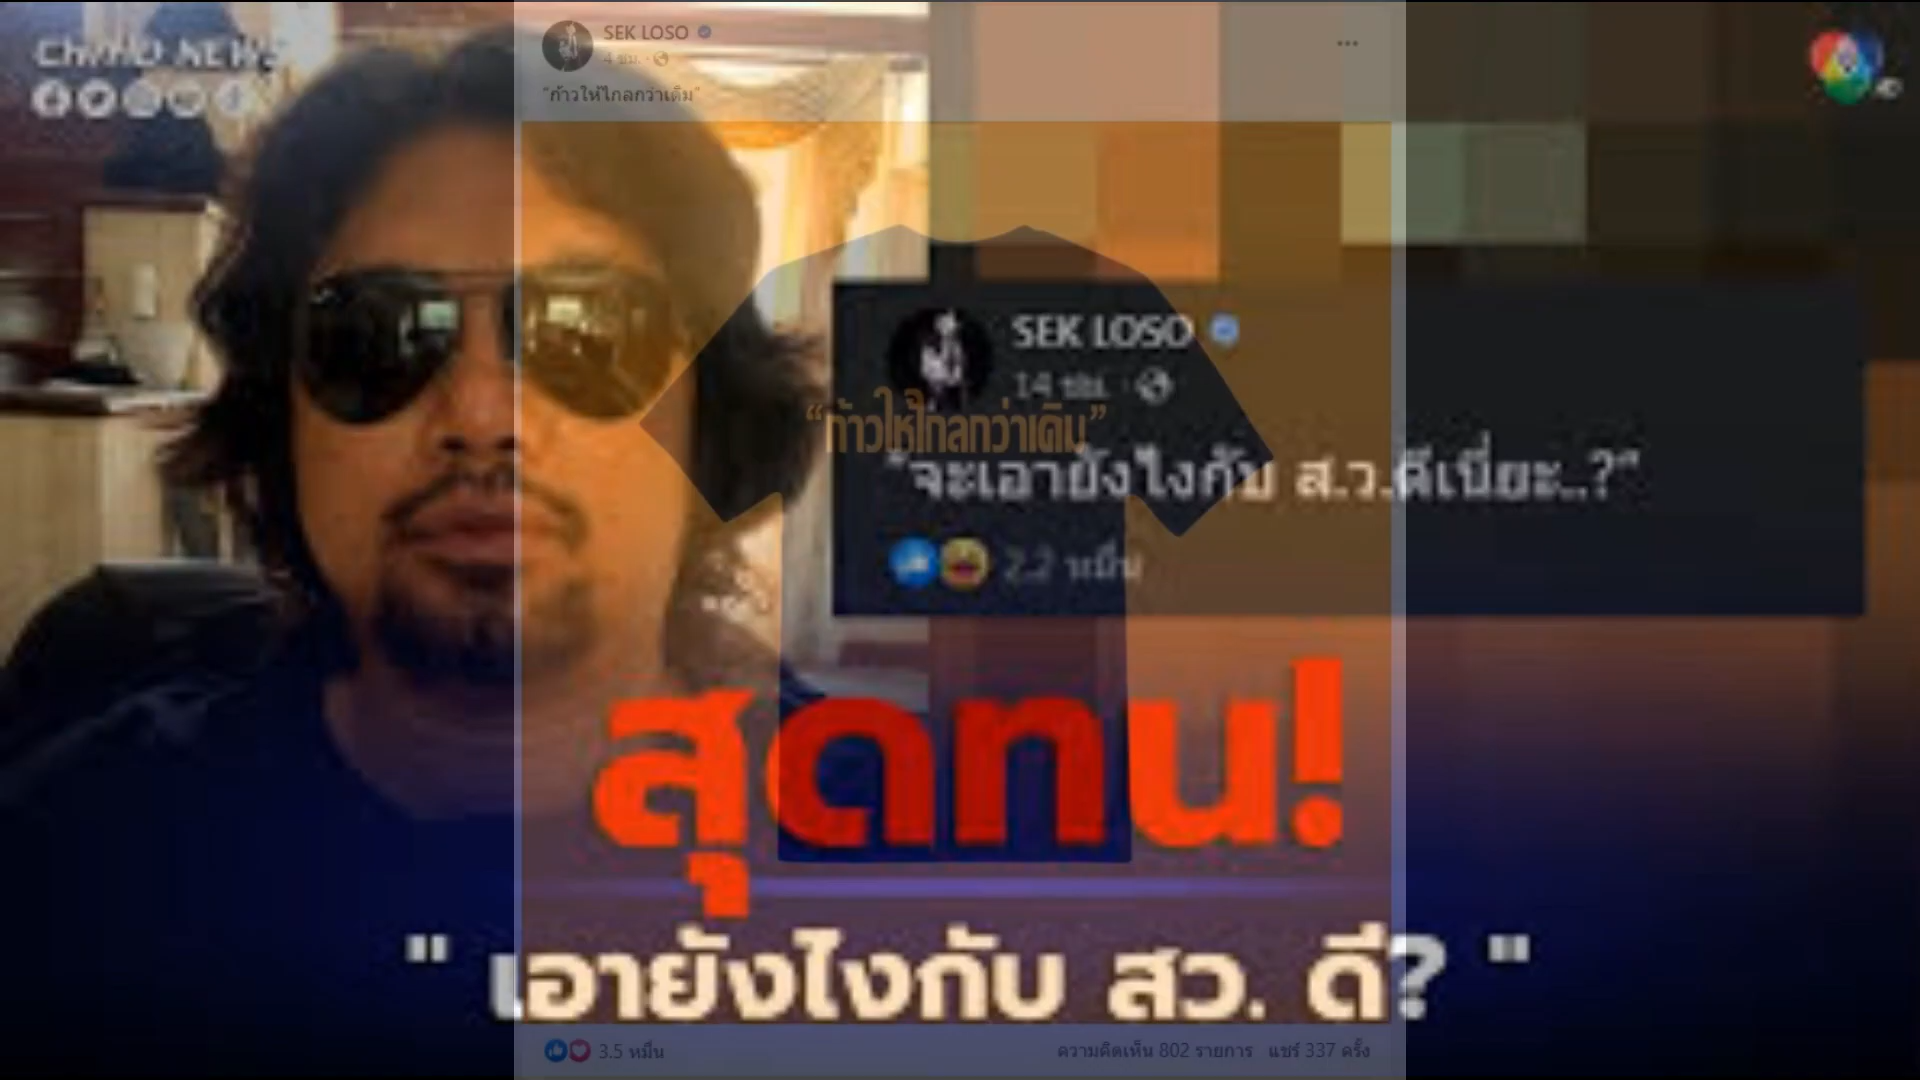 Ch7HD NEWS
SEK LOSO
4 ชม.
“ก้าวให้ไกลกว่าเดิม”
“ก้าวให้ไกลกว่าเดิม”
SEK LOSO
14 ชม.
“จะเอายังไงกับ ส.ว.ดีเนี่ยะ..?”
2.2 หมื่น
สุดทน!
" เอายังไงกับ สว. ดี? "
3.5 หมื่น ความคิดเห็น 802 รายการ แชร์ 337 ครั้ง